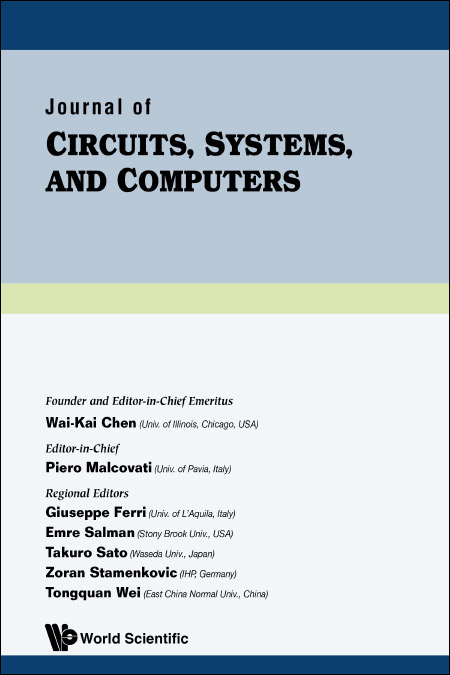 Journal of
CIRCUITS, SYSTEMS,
AND COMPUTERS
Founder and Editor-in-Chief Emeritus
Wai-Kai Chen (Univ. of Illinois, Chicago, USA)
Editor-in-Chief
Piero Malcovati (Univ. of Pavia, Italy)
Regional Editors
Giuseppe Ferri (Univ. of L'Aquila, Italy)
Emre Salman (Stony Brook Univ., USA)
Takuro Sato (Waseda Univ., Japan)
Zoran Stamenkovic (IHP, Germany)
Tongquan Wei (East China Normal Univ., China)
World Scientific